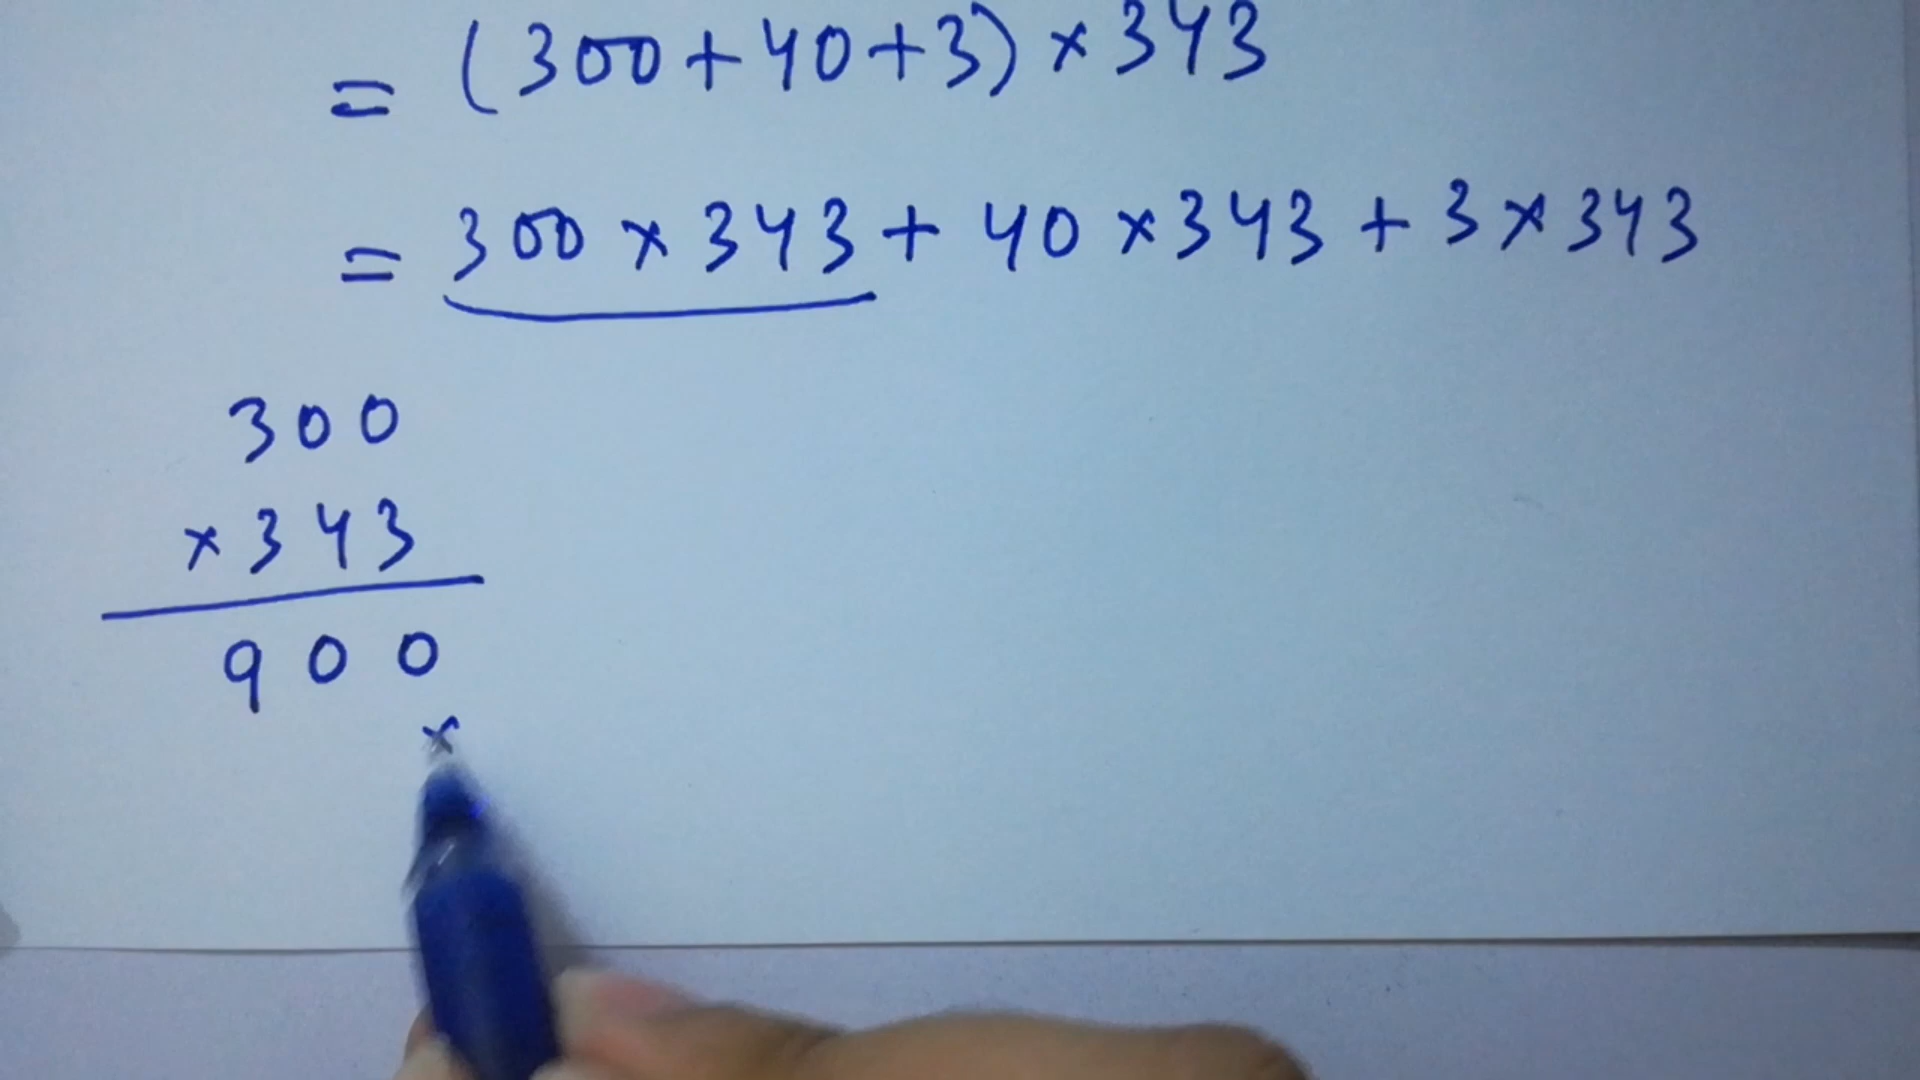 = (300+40+3) × 343
= 300 × 343 + 40 × 343 + 3 × 343
300
× 343
900
×